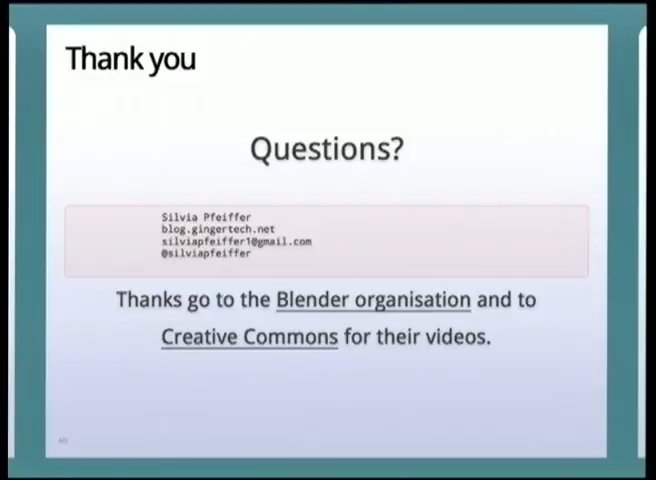 Thank you
Questions?
Silvia Pfeiffer
blog.gingertech.net
silviapfeiffer1@gmail.com
@silviapfeiffer
Thanks go to the Blender organisation and to
Creative Commons for their videos.